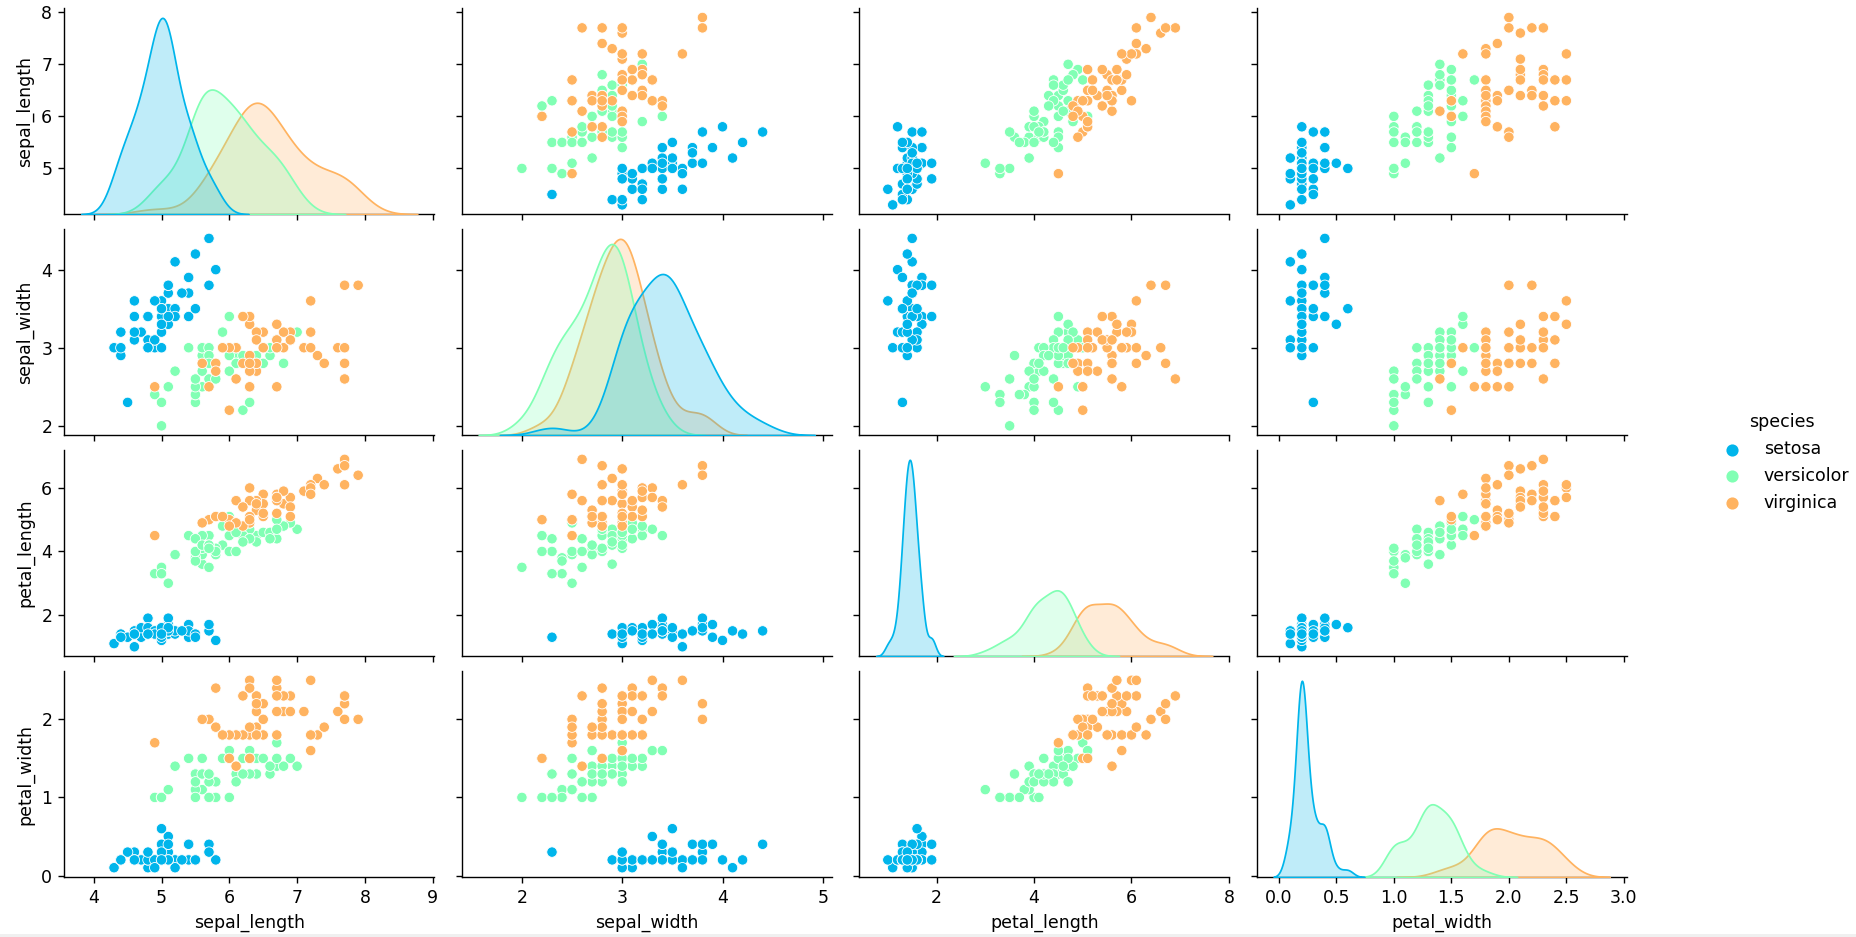 sepal_length
8
7
6
5
sepal_width
4
3
2
petal_length
6
4
2
petal_width
2
1
0
4 5 6 7 8 9
sepal_length
2 3 4 5
sepal_width
2 4 6 8
petal_length
0.0 0.5 1.0 1.5 2.0 2.5 3.0
petal_width
species
setosa
versicolor
virginica